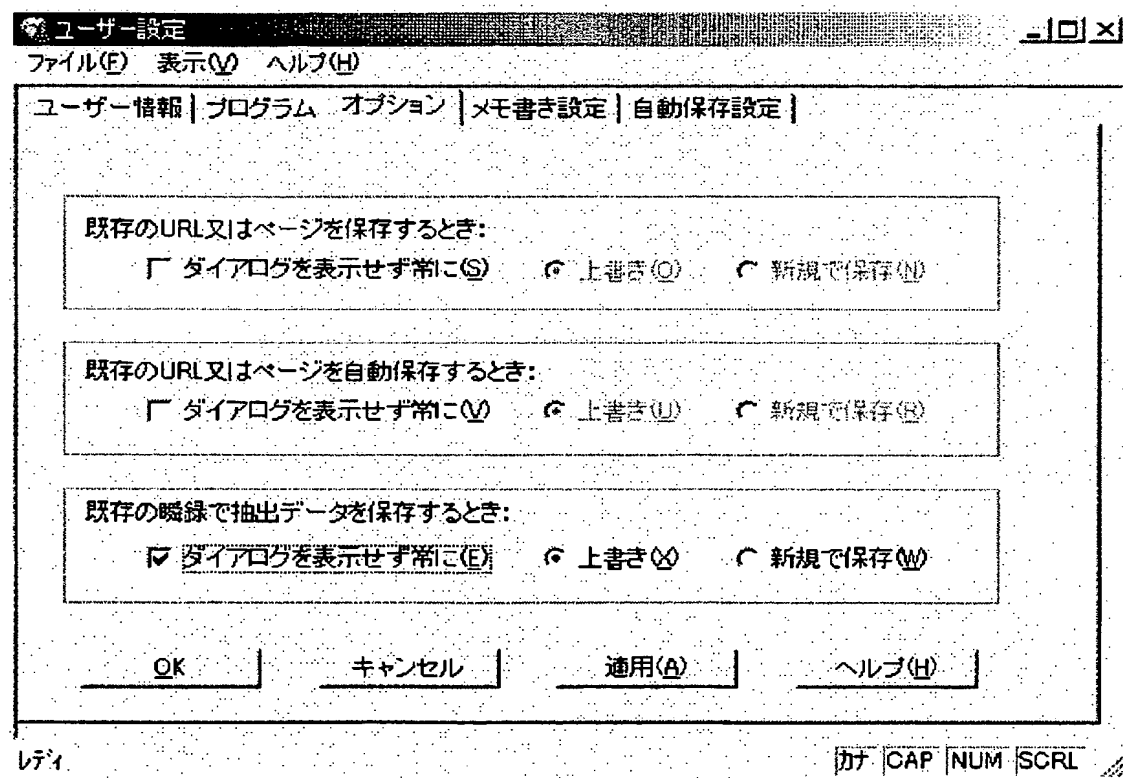 ユーザー設定
ファイル(F) 表示(V) ヘルプ(H)
ユーザー情報 プログラム オプション メモ書き設定 自動保存設定
既存のURL又はページを保存するとき:
ダイアログを表示せず常に(S) 上書き(O) 新規で保存(N)
既存のURL又はページを自動保存するとき:
ダイアログを表示せず常に(V) 上書き(U) 新規で保存(R)
既存の瞬録で抽出データを保存するとき:
ダイアログを表示せず常に(E) 上書き(X) 新規で保存(W)
OK キャンセル 適用(A) ヘルプ(H)
レディ カナ CAP NUM SCRL